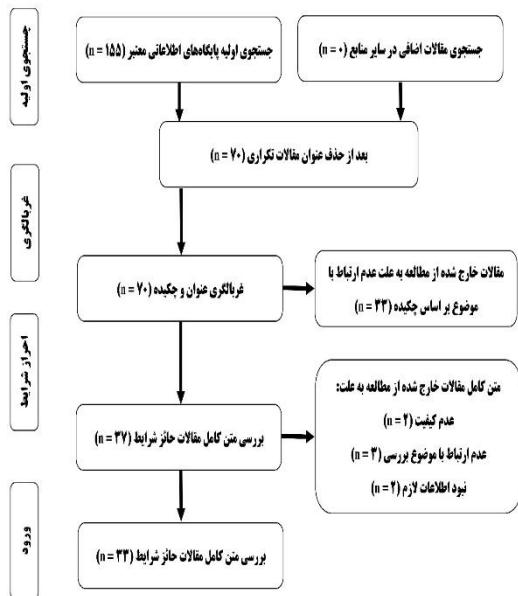 جستجوی اولیه
جستجوی مقالات اضافی در سایر منابع (n = ۰)
جستجوی اولیه پایگاه‌های اطلاعاتی معتبر (n = ۱۵۵)
بعد از حذف عنوان مقالات تکراری (n = ۷۰)
غربالگری
غربالگری عنوان و چکیده (n = ۷۰)
مقالات خارج شده از مطالعه به علت عدم ارتباط با
موضوع بر اساس چکیده (n = ۳۳)
احراز شرایط
بررسی متن کامل مقالات حائز شرایط (n = ۳۷)
متن کامل مقالات خارج شده از مطالعه به علت:
عدم کیفیت (n = ۲)
عدم ارتباط با موضوع بررسی (n = ۳)
نبود اطلاعات لازم (n = ۲)
ورود
بررسی متن کامل مقالات حائز شرایط (n = ۳۳)